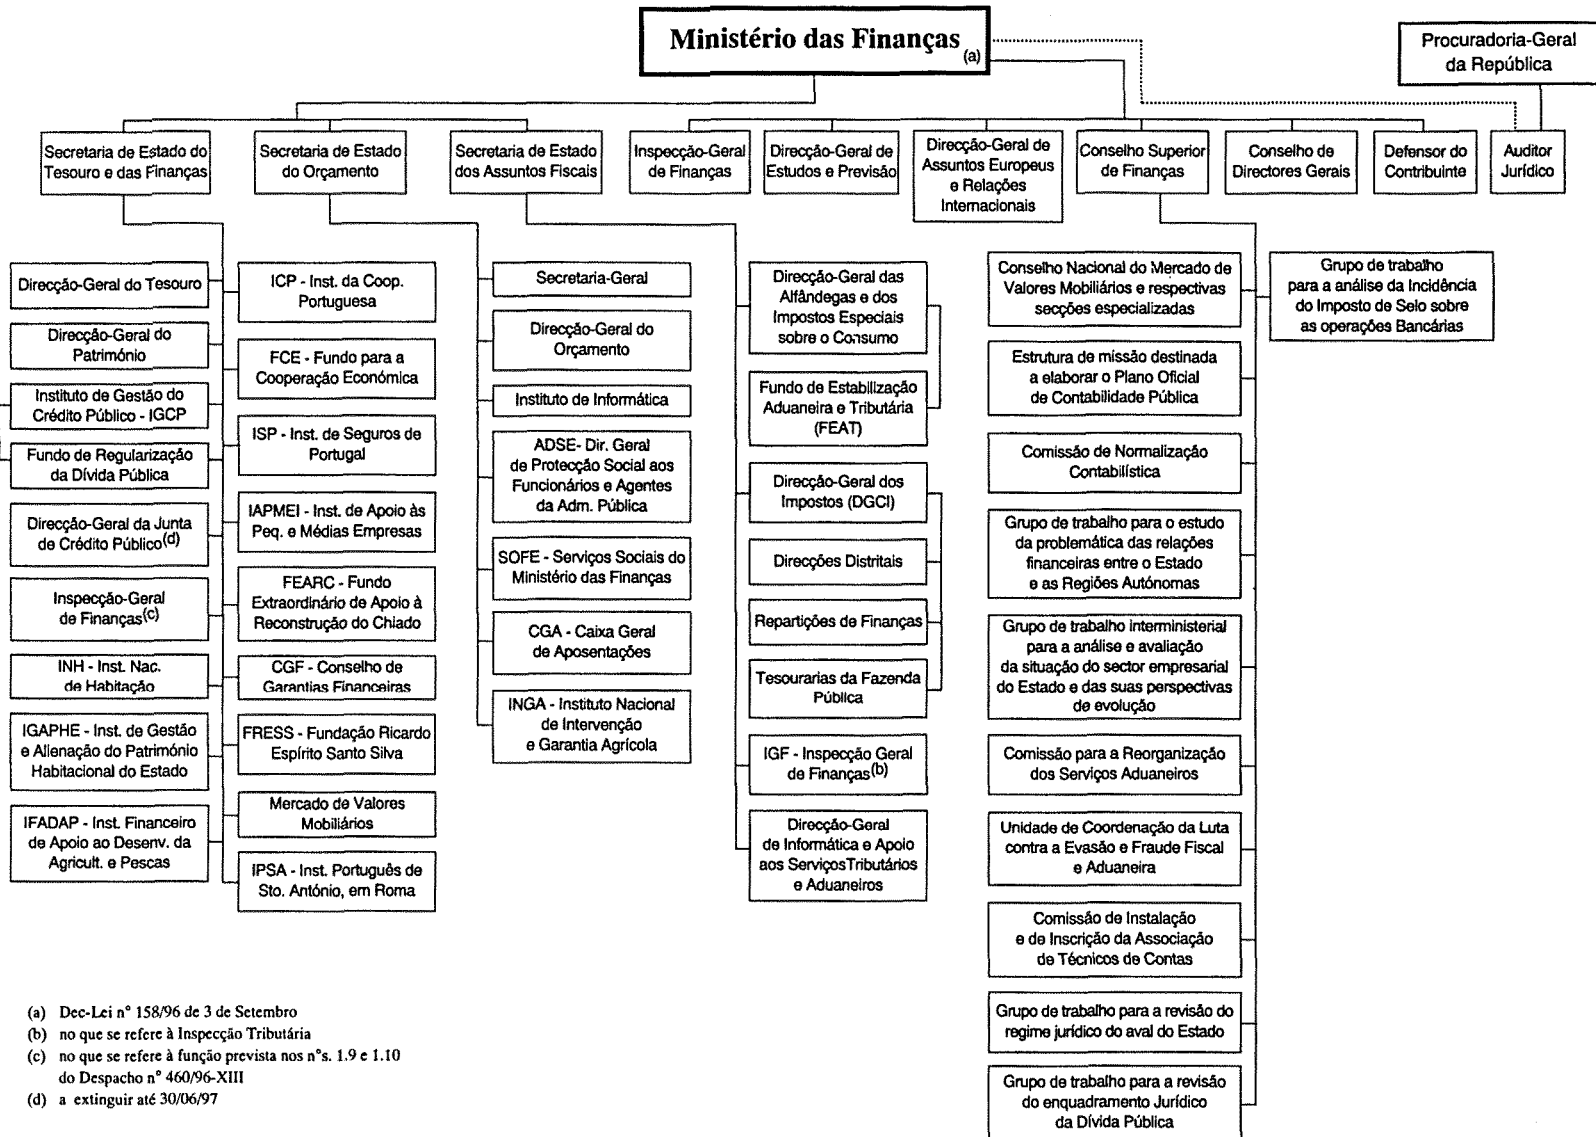 Ministério das Finanças
(a)
Procuradoria-Geral
da República
Secretaria de Estado do
Tesouro e das Finanças
Secretaria de Estado
do Orçamento
Secretaria de Estado
dos Assuntos Fiscais
Inspecção-Geral
de Finanças
Direcção-Geral de
Estudos e Previsão
Direcção-Geral de
Assuntos Europeus
e Relações
Internacionais
Conselho Superior
de Finanças
Conselho de
Directores Gerais
Defensor do
Contribuinte
Auditor
Jurídico
Direcção-Geral do Tesouro
Direcção-Geral do
Património
Instituto de Gestão do
Crédito Público - IGCP
Fundo de Regularização
da Dívida Pública
Direcção-Geral da Junta
de Crédito Público(d)
Inspecção-Geral
de Finanças(c)
INH - Inst. Nac.
de Habitação
IGAPHE - Inst. de Gestão
e Alienação do Património
Habitacional do Estado
IFADAP - Inst. Financeiro
de Apoio ao Desenv. da
Agricult. e Pescas
ICP - Inst. da Coop.
Portuguesa
FCE - Fundo para a
Cooperação Económica
ISP - Inst. de Seguros de
Portugal
IAPMEI - Inst. de Apoio às
Peq. e Médias Empresas
FEARC - Fundo
Extraordinário de Apoio à
Reconstrução do Chiado
CGF - Conselho de
Garantias Financeiras
FRESS - Fundação Ricardo
Espírito Santo Silva
Mercado de Valores
Mobiliários
IPSA - Inst. Português de
Sto. António, em Roma
Secretaria-Geral
Direcção-Geral do
Orçamento
Instituto de Informática
ADSE- Dir. Geral
de Protecção Social aos
Funcionários e Agentes
da Adm. Pública
SOFE - Serviços Sociais do
Ministério das Finanças
CGA - Caixa Geral
de Aposentações
INGA - Instituto Nacional
de Intervenção
e Garantia Agrícola
Direcção-Geral das
Alfândegas e dos
Impostos Especiais
sobre o Consumo
Fundo de Estabilização
Aduaneira e Tributária
(FEAT)
Direcção-Geral dos
Impostos (DGCI)
Direcções Distritais
Repartições de Finanças
Tesourarias da Fazenda
Pública
IGF - Inspecção Geral
de Finanças(b)
Direcção-Geral
de Informática e Apoio
aos ServiçosTributários
e Aduaneiros
Conselho Nacional do Mercado de
Valores Mobiliários e respectivas
secções especializadas
Estrutura de missão destinada
a elaborar o Plano Oficial
de Contabilidade Pública
Comissão de Normalização
Contabilística
Grupo de trabalho para o estudo
da problemática das relações
financeiras entre o Estado
e as Regiões Autónomas
Grupo de trabalho interministerial
para a análise e avaliação
da situação do sector empresarial
do Estado e das suas perspectivas
de evolução
Comissão para a Reorganização
dos Serviços Aduaneiros
Unidade de Coordenação da Luta
contra a Evasão e Fraude Fiscal
e Aduaneira
Comissão de Instalação
e de Inscrição da Associação
de Técnicos de Contas
Grupo de trabalho para a revisão do
regime jurídico do aval do Estado
Grupo de trabalho para a revisão
do enquadramento Jurídico
da Dívida Pública
Grupo de trabalho
para a análise da Incidência
do Imposto de Selo sobre
as operações Bancárias
(a) Dec-Lei n° 158/96 de 3 de Setembro
(b) no que se refere à Inspecção Tributária
(c) no que se refere à função prevista nos n°s. 1.9 e 1.10
do Despacho n° 460/96-XIII
(d) a extinguir até 30/06/97